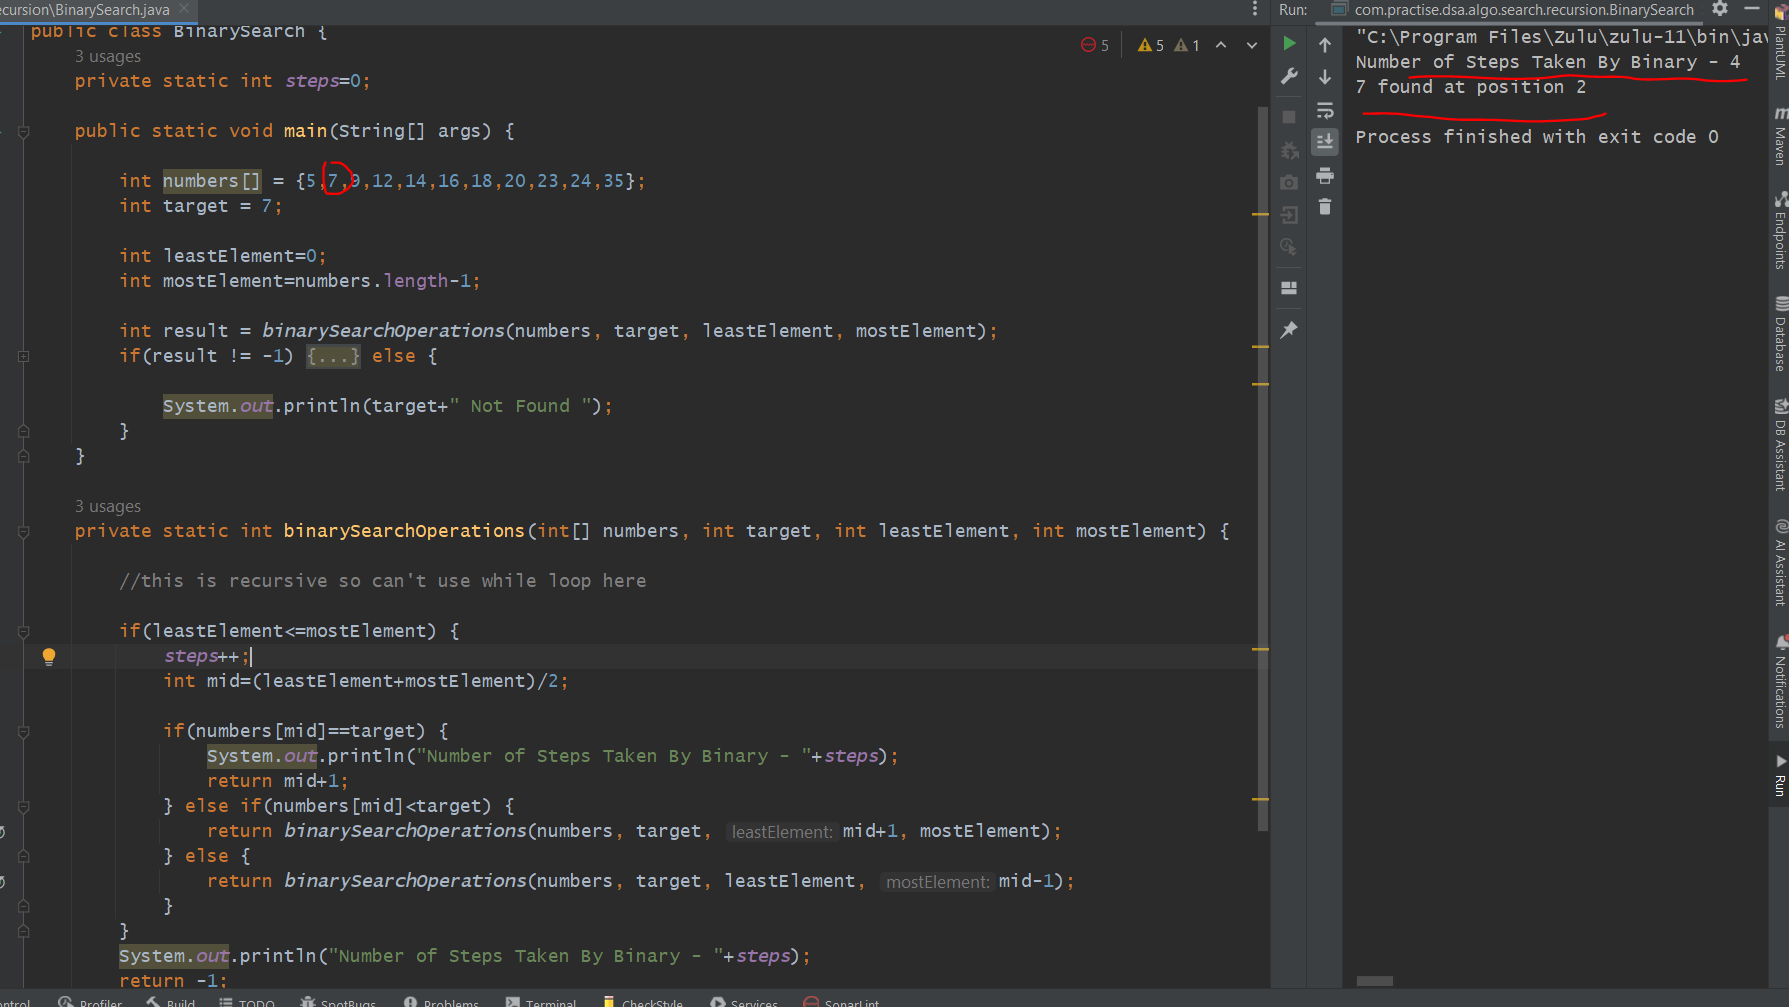 ecursion\BinarySearch.java
public class BinarySearch {
3 usages
private static int steps=0;
public static void main(String[] args) {
int numbers[] = {5,7,9,12,14,16,18,20,23,24,35};
int target = 7;
int leastElement=0;
int mostElement=numbers.length-1;
int result = binarySearchOperations(numbers, target, leastElement, mostElement);
if(result != -1) {...} else {
System.out.println(target+" Not Found ");
}
}
3 usages
private static int binarySearchOperations(int[] numbers, int target, int leastElement, int mostElement) {
//this is recursive so can't use while loop here
if(leastElement<=mostElement) {
steps++;
int mid=(leastElement+mostElement)/2;
if(numbers[mid]==target) {
System.out.println("Number of Steps Taken By Binary - "+steps);
return mid+1;
} else if(numbers[mid]<target) {
return binarySearchOperations(numbers, target, leastElement: mid+1, mostElement);
} else {
return binarySearchOperations(numbers, target, leastElement, mostElement: mid-1);
}
}
System.out.println("Number of Steps Taken By Binary - "+steps);
return -1;
5 5 1
Run: com.practise.dsa.algo.search.recursion.BinarySearch
"C:\Program Files\Zulu\zulu-11\bin\jav
Number of Steps Taken By Binary - 4
7 found at position 2
Process finished with exit code 0
PlantUML
m Maven
Endpoints
Database
DB Assistant
AI Assistant
Notifications
Run
ontrol Profiler Build TODO SpotBugs Problems Terminal CheckStyle Services SonarLint